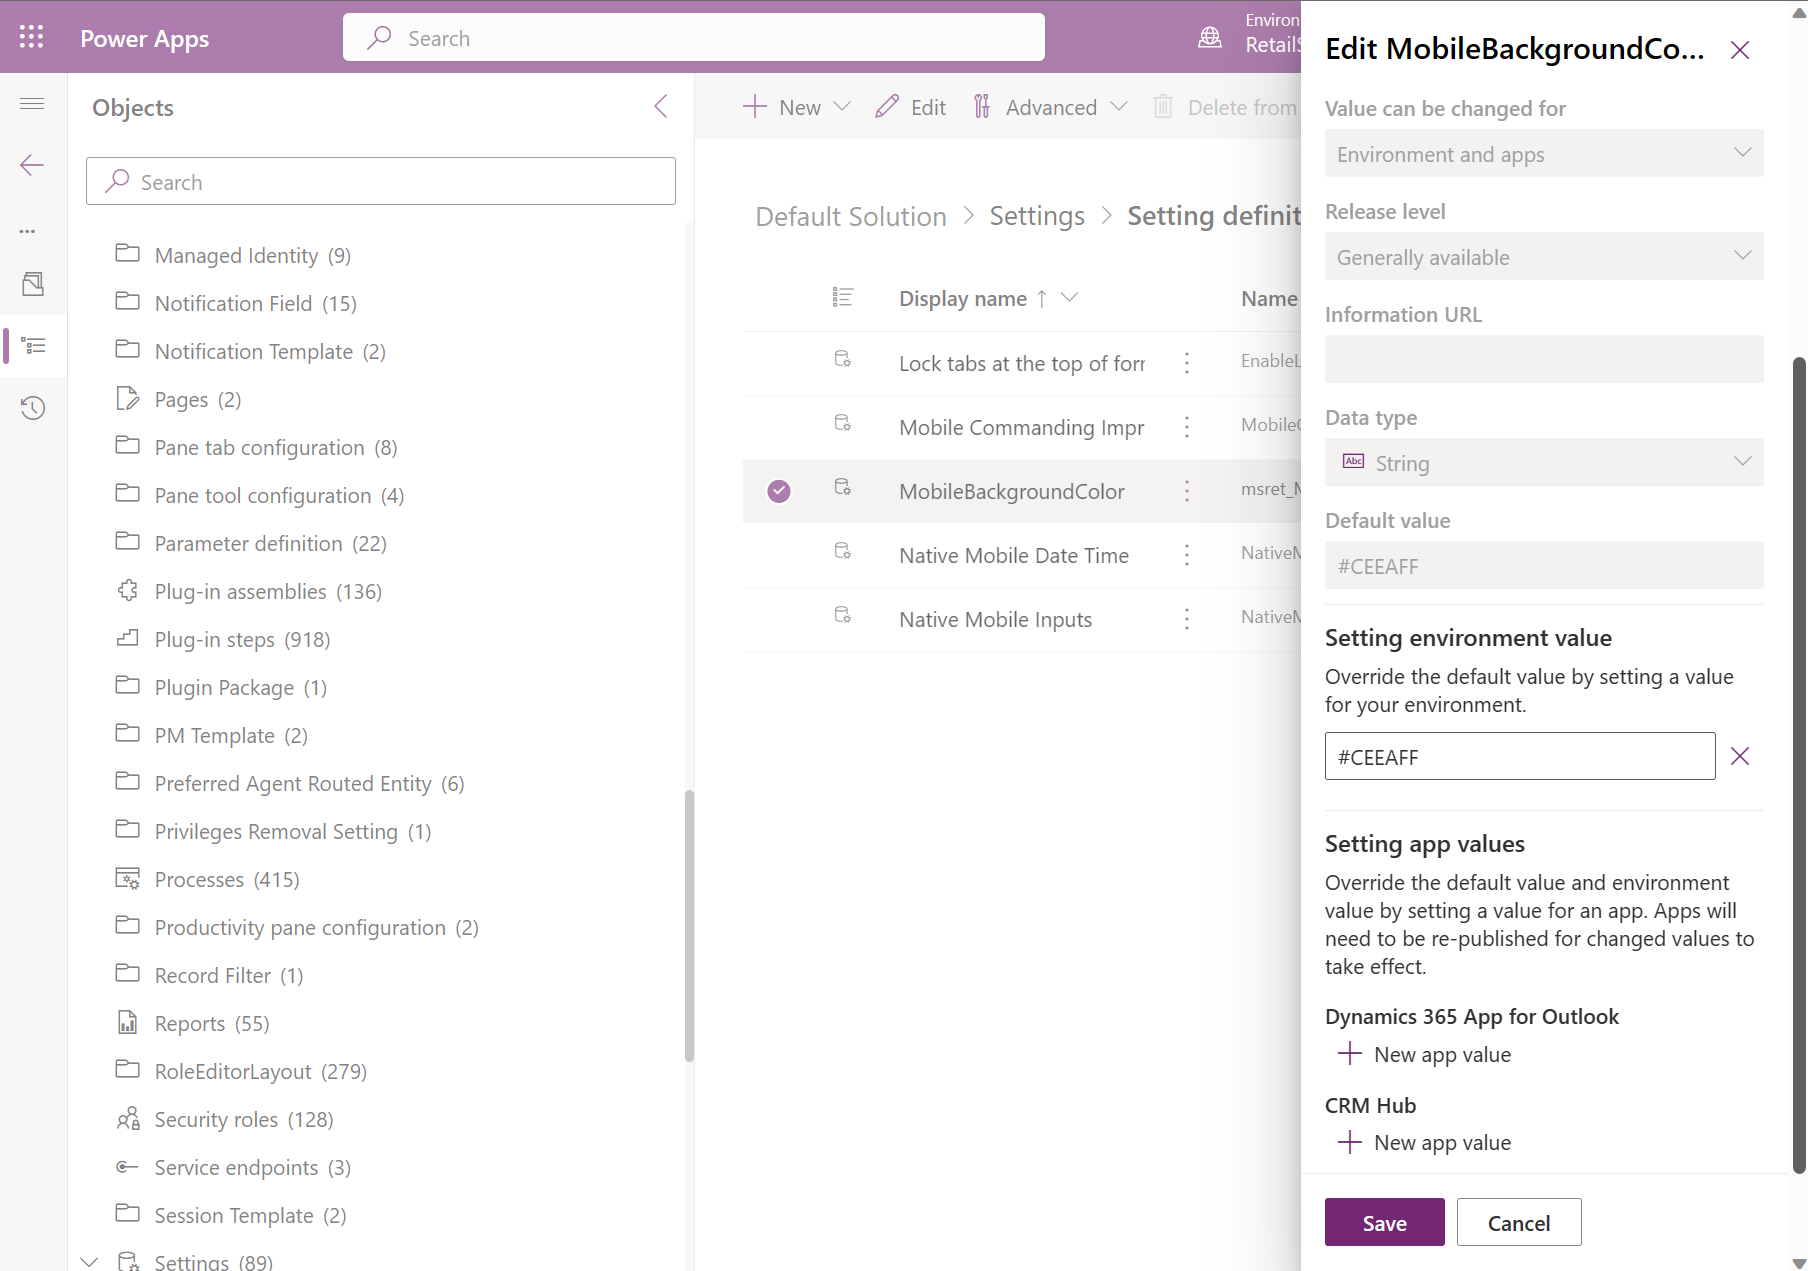 Power Apps
Search
Environ
RetailS
Objects
Search
Managed Identity (9)
Notification Field (15)
Notification Template (2)
Pages (2)
Pane tab configuration (8)
Pane tool configuration (4)
Parameter definition (22)
Plug-in assemblies (136)
Plug-in steps (918)
Plugin Package (1)
PM Template (2)
Preferred Agent Routed Entity (6)
Privileges Removal Setting (1)
Processes (415)
Productivity pane configuration (2)
Record Filter (1)
Reports (55)
RoleEditorLayout (279)
Security roles (128)
Service endpoints (3)
Session Template (2)
Settings (89)
New Edit Advanced Delete from
Default Solution > Settings > Setting definit
Display name ↑ Name
Lock tabs at the top of forr EnableL
Mobile Commanding Impr MobileC
MobileBackgroundColor msret_M
Native Mobile Date Time NativeM
Native Mobile Inputs NativeM
Edit MobileBackgroundCo...
Value can be changed for
Environment and apps
Release level
Generally available
Information URL
Data type
Abc String
Default value
#CEEAFF
Setting environment value
Override the default value by setting a value
for your environment.
#CEEAFF
Setting app values
Override the default value and environment
value by setting a value for an app. Apps will
need to be re-published for changed values to
take effect.
Dynamics 365 App for Outlook
New app value
CRM Hub
New app value
Save Cancel